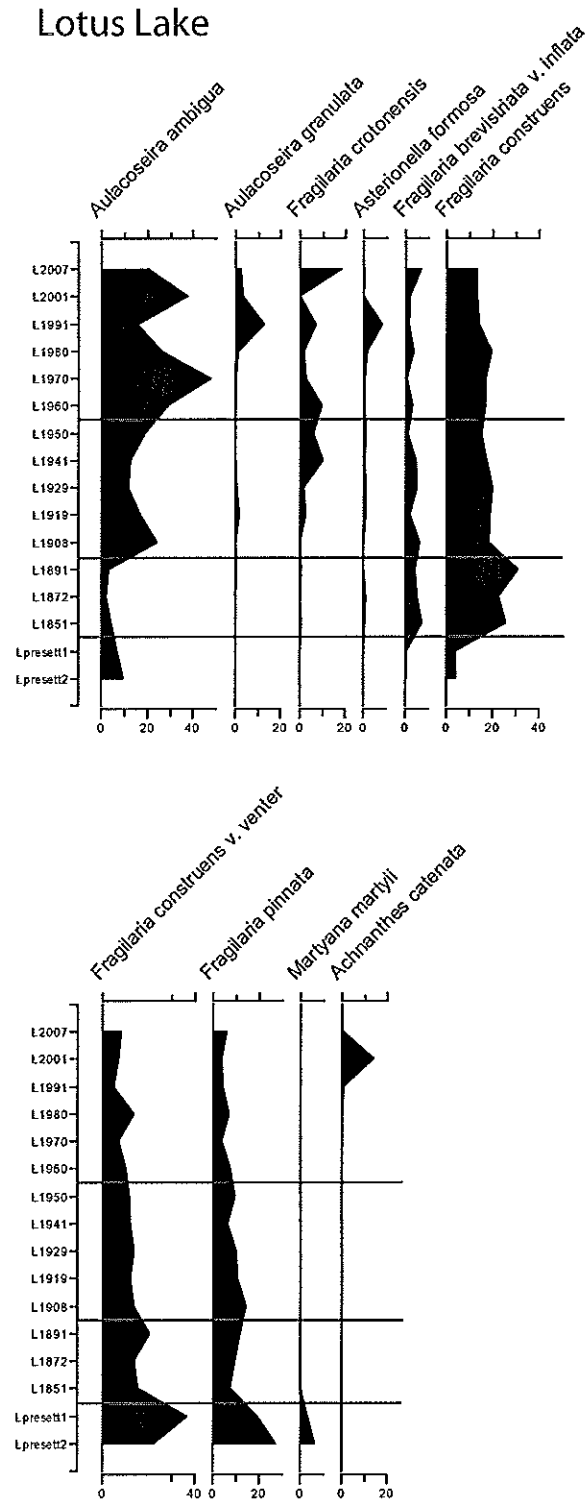 Lotus Lake
Aulacoseira ambigua
Aulacoseira granulata
Fragilaria crotonensis
Asterionella formosa
Fragilaria brevistriata v. inflata
Fragilaria construens
L2007
L2001
L1991
L1980
L1970
L1960
L1950
L1941
L1929
L1919
L1908
L1891
L1872
L1851
Lpresett1
Lpresett2
0 20 40 0 20 0 20 0 0 0 20 40
Fragilaria construens v. venter
Fragilaria pinnata
Martyana martyii
Achnanthes catenata
L2007
L2001
L1991
L1980
L1970
L1960
L1950
L1941
L1929
L1919
L1908
L1891
L1872
L1851
Lpresett1
Lpresett2
0 20 40 0 20 0 0 20